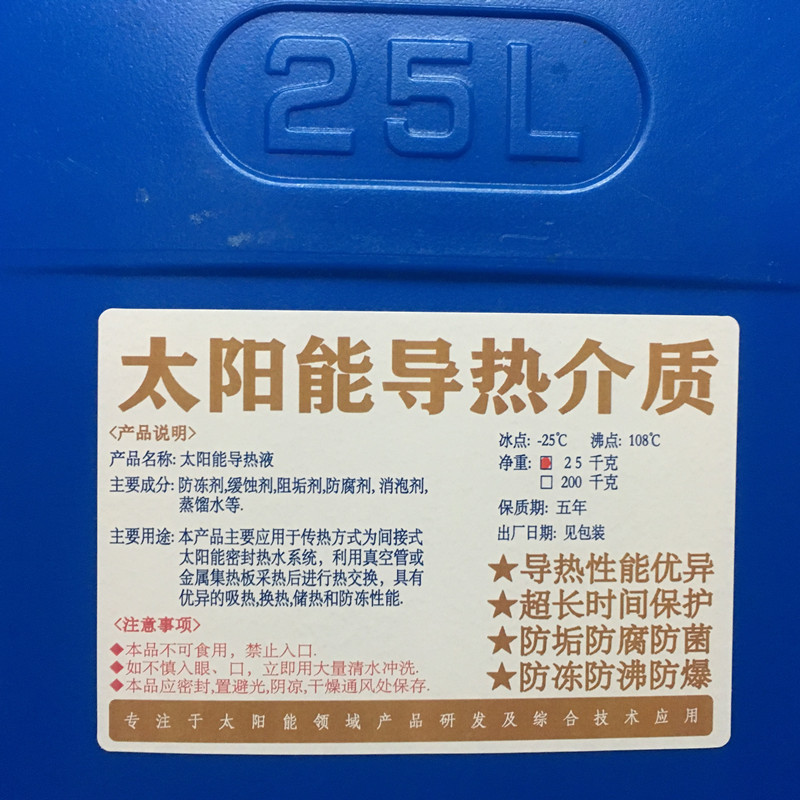 25L
太阳能导热介质
<产品说明>
产品名称: 太阳能导热液
主要成分: 防冻剂,缓蚀剂,阻垢剂,防腐剂, 消泡剂,
蒸馏水等.
主要用途: 本产品主要应用于传热方式为间接式
太阳能密封热水系统，利用真空管或
金属集热板采热后进行热交换，具有
优异的吸热,换热,储热和防冻性能.
<注意事项>
◆本品不可食用，禁止入口.
◆如不慎入眼、口，立即用大量清水冲洗.
◆本品应密封,置避光,阴凉,干燥通风处保存.
冰点: -25℃ 沸点: 108℃
净重: 25 千克
□ 200 千克
保质期: 五年
出厂日期: 见包装
★导热性能优异
★超长时间保护
★防垢防腐防菌
★防冻防沸防爆
专注于太阳能领域产品研发及综合技术应用